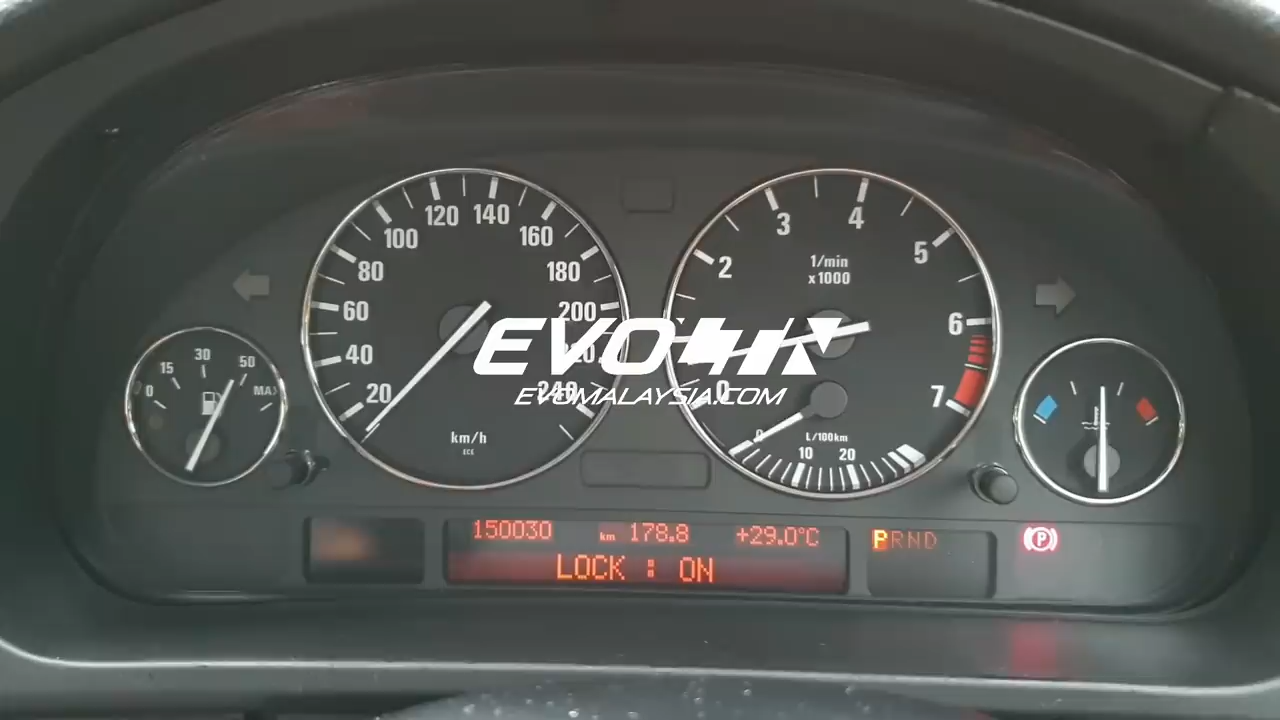 120 140
100 160
80 180
60 200
40 220
20 240
km/h
ECE
3 4
2 5
1/min
x1000
6
0 7
0
L/100km
10 20
0 15 30 50
EVO
EVOMALAYSIA.COM
150030 km 178.8 +29.0°C
LOCK : ON
PRND
P